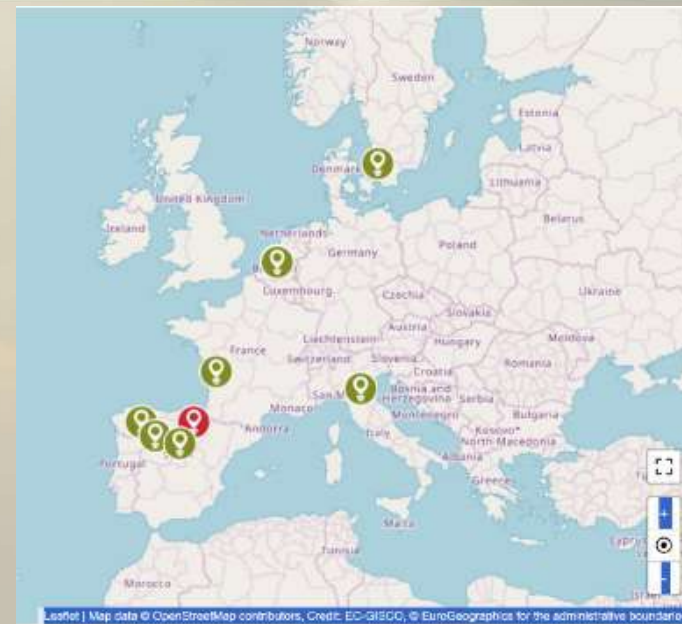 Norway
Sweden
Estonia
Latvia
Denmark
Lithuania
United Kingdom
Ireland
Belarus
Netherlands
Poland
Germany
Luxembourg
Ukraine
Czechia
Slovakia
Austria
Moldova
Liechtenstein
Hungary
France
Switzerland
Slovenia
Romania
Croatia
San M
Bosnia and
Herzegovina
Serbia
Monaco
Montenegro
Bulgaria
Andorra
Kosovo*
Italy
North Macedonia
Portugal
Albania
Greece
Malta
Tunisia
Morocco
+
-
Leaflet | Map data © OpenStreetMap contributors, Credit: EC-GISCO, © EuroGeographics for the administrative boundarie